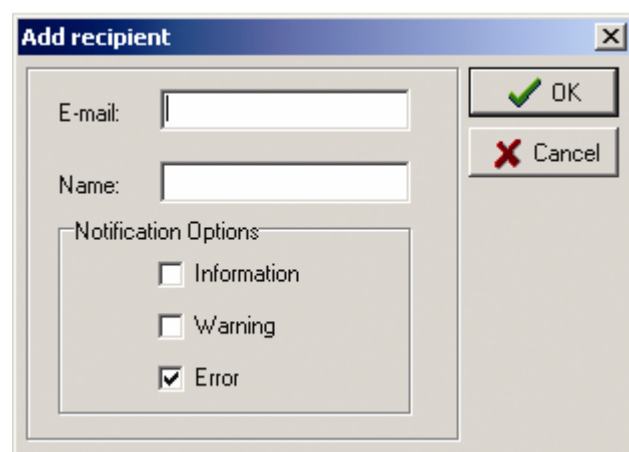 Add recipient
E-mail:
OK
Cancel
Name:
Notification Options
Information
Warning
Error